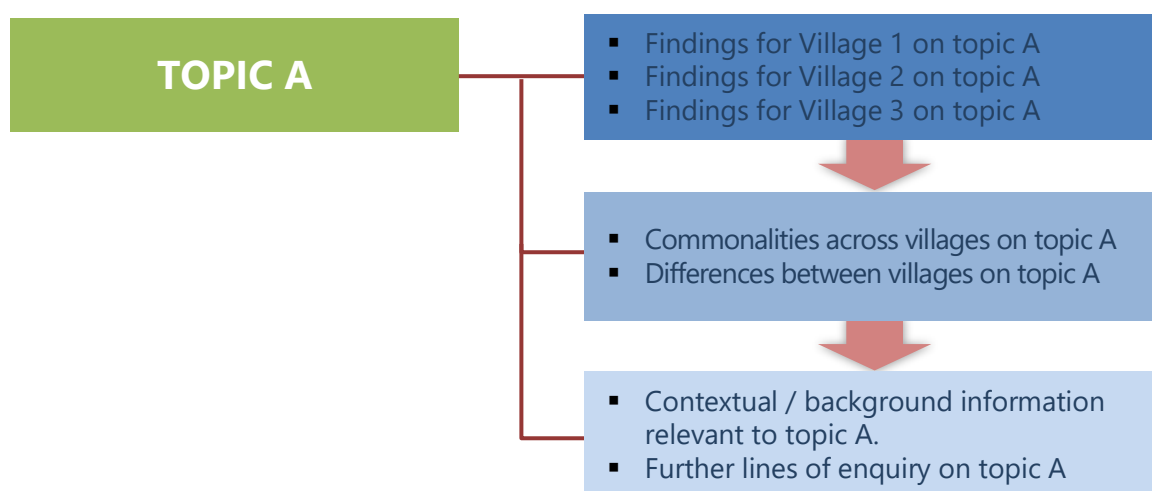 TOPIC A
▪ Findings for Village 1 on topic A
▪ Findings for Village 2 on topic A
▪ Findings for Village 3 on topic A
▪ Commonalities across villages on topic A
▪ Differences between villages on topic A
▪ Contextual / background information
relevant to topic A.
▪ Further lines of enquiry on topic A